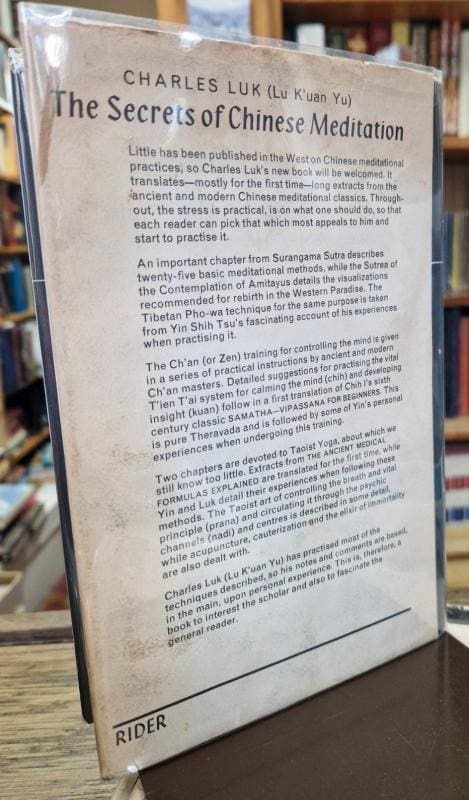 CHARLES LUK (Lu K'uan Yu)
The Secrets of Chinese Meditation
Little has been published in the West on Chinese meditational
practices, so Charles Luk's new book will be welcomed. It
translates—mostly for the first time—long extracts from the
ancient and modern Chinese meditational classics. Through-
out, the stress is practical, is on what one should do, so that
each reader can pick that which most appeals to him and
start to practise it.
An important chapter from Surangama Sutra describes
twenty-five basic meditational methods, while the Sutrea of
the Contemplation of Amitayus details the visualizations
recommended for rebirth in the Western Paradise. The
Tibetan Pho-wa technique for the same purpose is taken
from Yin Shih Tsu's fascinating account of his experiences
when practising it.
The Ch'an (or Zen) training for controlling the mind is given
in a series of practical instructions by ancient and modern
Ch'an masters. Detailed suggestions for practising the vital
T'ien T'ai system for calming the mind (chih) and developing
insight (kuan) follow in a first translation of Chih I's sixth
century classic SAMATHA—VIPASSANA FOR BEGINNERS. This
is pure Theravada and is followed by some of Yin's personal
experiences when undergoing this training.
Two chapters are devoted to Taoist Yoga, about which we
still know too little. Extracts from THE ANCIENT MEDICAL
FORMULAS EXPLAINED are translated for the first time, while
Yin and Luk detail their experiences when following these
methods. The Taoist art of controlling the breath and vital
principle (prana) and circulating it through the psychic
channels (nadi) and centres is described in some detail,
while acupuncture, cauterization and the elixir of immortality
are also dealt with.
Charles Luk (Lu K'uan Yu) has practised most of the
techniques described, so his notes and comments are based,
in the main, upon personal experience. This is, therefore, a
book to interest the scholar and also to fascinate the
general reader.
RIDER